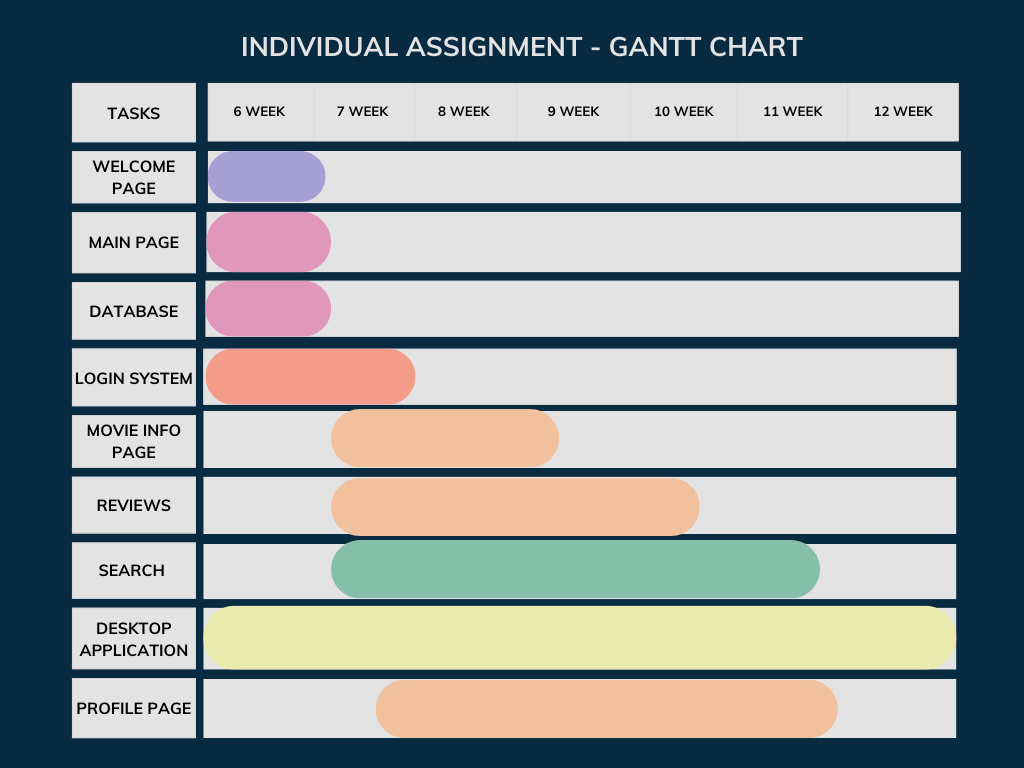 INDIVIDUAL ASSIGNMENT - GANTT CHART
TASKS 6 WEEK 7 WEEK 8 WEEK 9 WEEK 10 WEEK 11 WEEK 12 WEEK
WELCOME
PAGE
MAIN PAGE
DATABASE
LOGIN SYSTEM
MOVIE INFO
PAGE
REVIEWS
SEARCH
DESKTOP
APPLICATION
PROFILE PAGE